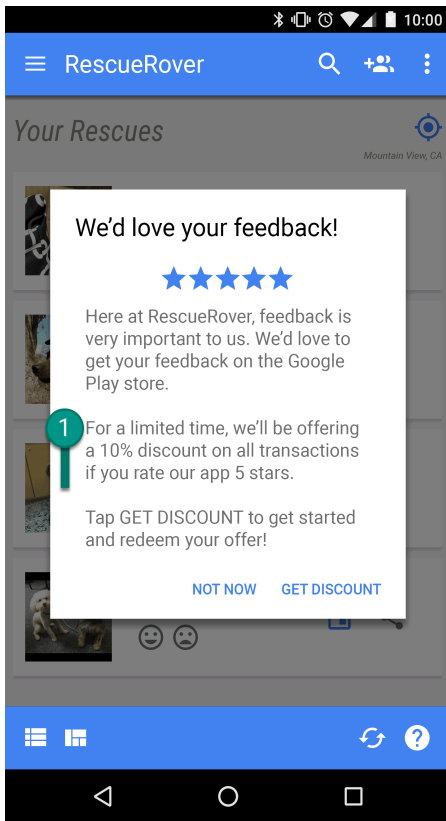 10:00
RescueRover
Your Rescues
Mountain View, CA
We’d love your feedback!
Here at RescueRover, feedback is
very important to us. We’d love to
get your feedback on the Google
Play store.
1
For a limited time, we’ll be offering
a 10% discount on all transactions
if you rate our app 5 stars.
Tap GET DISCOUNT to get started
and redeem your offer!
NOT NOW GET DISCOUNT